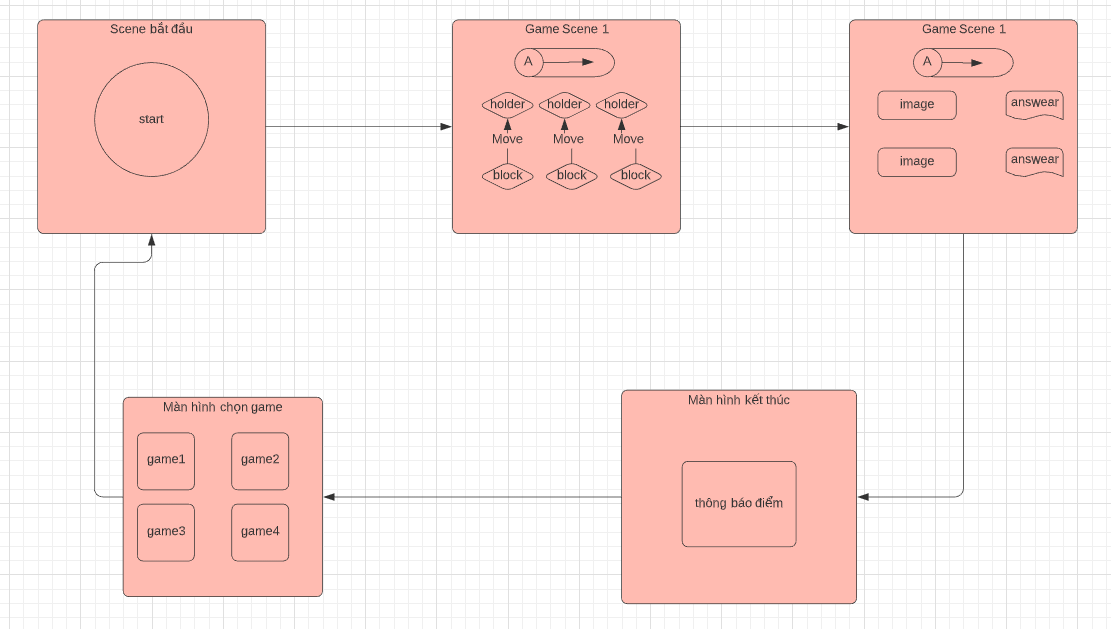 Scene bắt đầu
start
Game Scene 1
A
holder holder holder
Move Move Move
block block block
Game Scene 1
A
image answear
image answear
Màn hình chọn game
game1 game2
game3 game4
Màn hình kết thúc
thông báo điểm